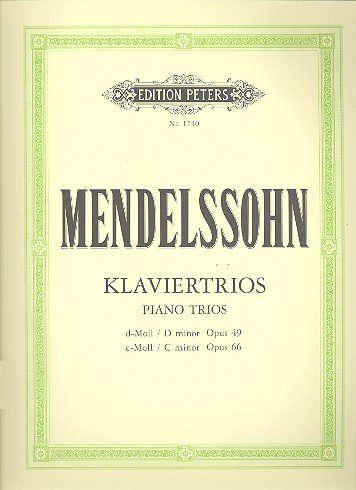 EDITION PETERS
Nr. 1740
MENDELSSOHN
KLAVIERTRIOS
PIANO TRIOS
d-Moll / D minor Opus 49
c-Moll / C minor Opus 66